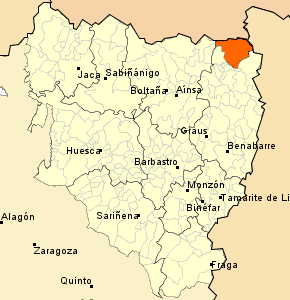 Jaca
Sabiñánigo
Boltaña
Aínsa
Graus
Huesca
Benabarre
Barbastro
Monzón
Tamarite de Li
Binéfar
Sariñena
Alagón
Zaragoza
Fraga
Quinto